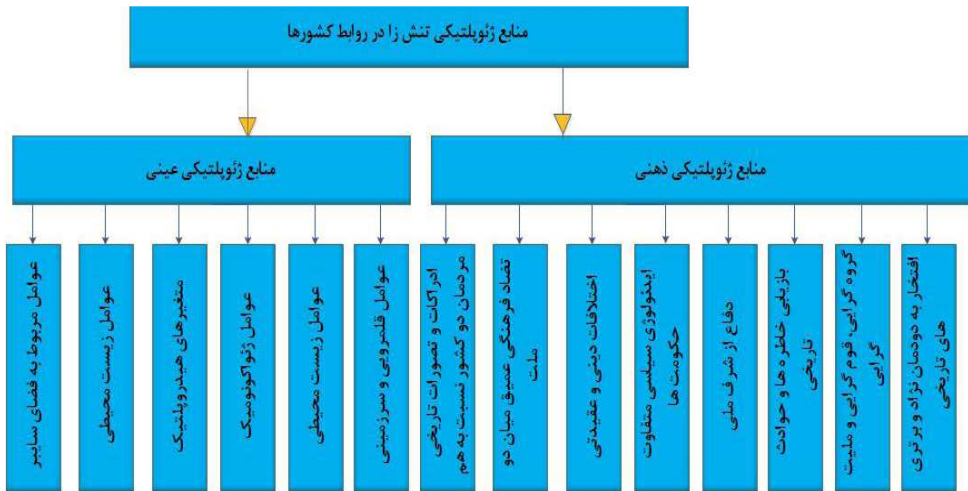 منابع ژئوپلتیکی تنش زا در روابط کشورها
منابع ژئوپلتیکی ذهنی
منابع ژئوپلتیکی عینی
افتخار به دودمان نژاد و برتری
های تاریخی
گروه گرایی، قوم گرایی و ملیت
گرایی
بازیابی خاطره ها و حوادث
تاریخی
دفاع از شرف ملی
ایدئولوژی سیاسی متفاوت
حکومت ها
اختلافات دینی و عقیدتی
تضاد فرهنگی عمیق میان دو
ملت
ادراکات و تصورات تاریخی
مردمان دو کشور نسبت به هم
عوامل قلمرویی و سرزمینی
عوامل زیست محیطی
عوامل ژئواکونومیک
متغیرهای هیدروپلتیک
عوامل زیست محیطی
عوامل مربوط به فضای سایبر